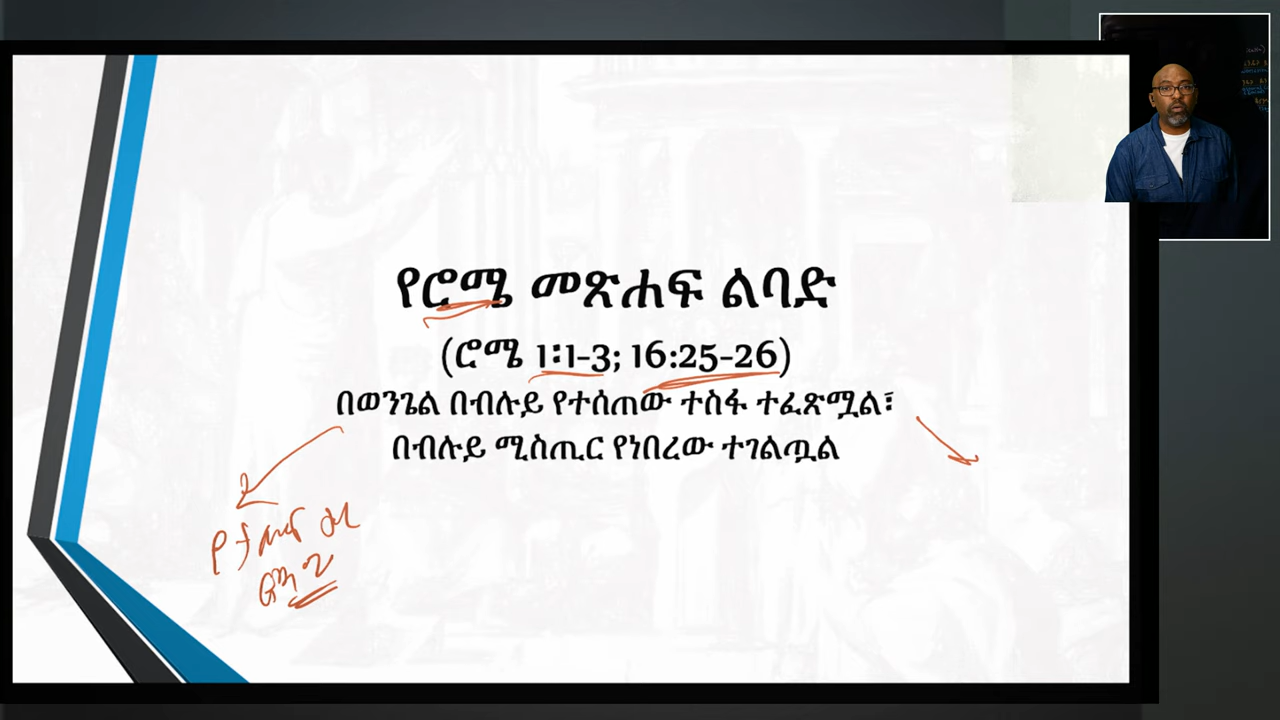 የሮሜ መጽሐፍ ልባድ
(ሮሜ 1፡1-3; 16:25-26)
በወንጌል በብሉይ የተሰጠው ተስፋ ተፈጽሟል፣
በብሉይ ሚስጢር የነበረው ተገልጧል